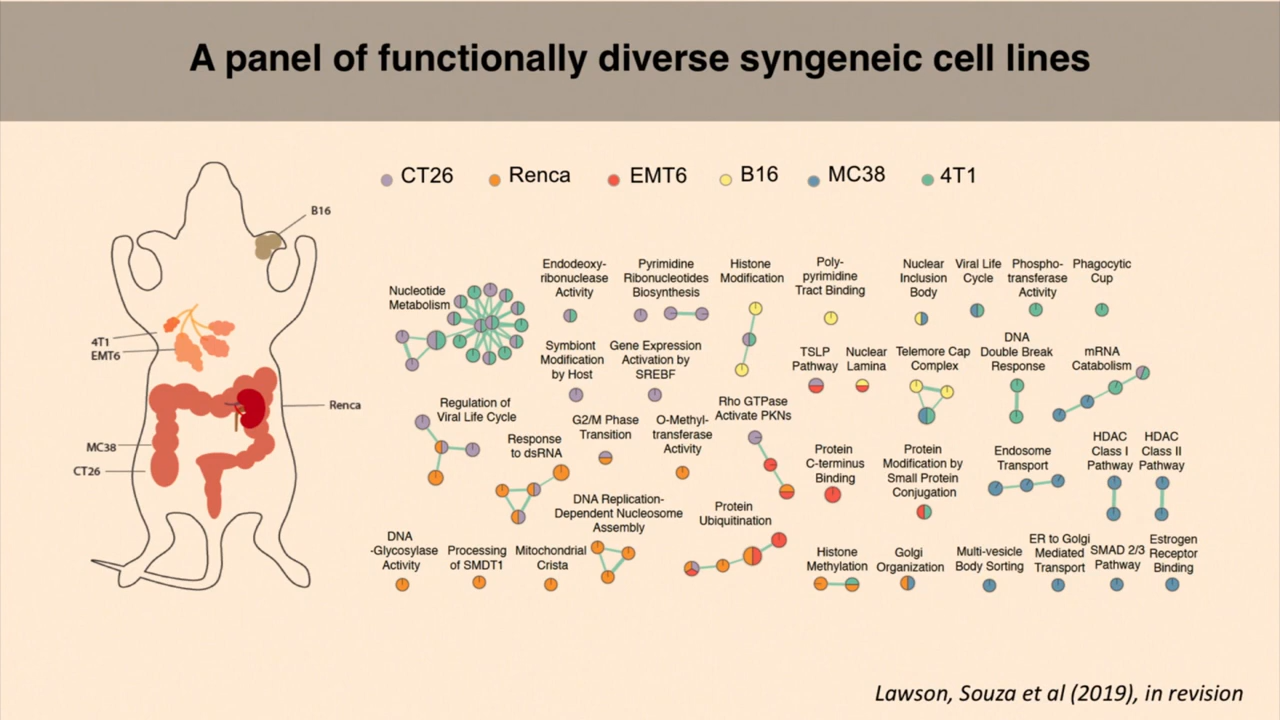 A panel of functionally diverse syngeneic cell lines
CT26
Renca
EMT6
B16
MC38
4T1
B16
4T1
EMT6
Renca
MC38
CT26
Nucleotide
Metabolism
Endodeoxy-
ribonuclease
Activity
Pyrimidine
Ribonucleotides
Biosynthesis
Histone
Modification
Poly-
pyrimidine
Tract Binding
Nuclear
Inclusion
Body
Viral Life
Cycle
Phospho-
transferase
Activity
Phagocytic
Cup
Symbiont
Modification
by Host
Gene Expression
Activation by
SREBF
TSLP
Pathway
Nuclear
Lamina
Telemore Cap
Complex
DNA
Double Break
Response
mRNA
Catabolism
Regulation of
Viral Life Cycle
Response
to dsRNA
G2/M Phase
Transition
O-Methyl-
transferase
Activity
Rho GTPase
Activate PKNs
Protein
C-terminus
Binding
Protein
Modification by
Small Protein
Conjugation
Endosome
Transport
HDAC
Class I
Pathway
HDAC
Class II
Pathway
DNA Replication-
Dependent Nucleosome
Assembly
Protein
Ubiquitination
DNA
-Glycosylase
Activity
Processing
of SMDT1
Mitochondrial
Crista
Histone
Methylation
Golgi
Organization
Multi-vesicle
Body Sorting
ER to Golgi
Mediated
Transport
SMAD 2/3
Pathway
Estrogen
Receptor
Binding
Lawson, Souza et al (2019), in revision